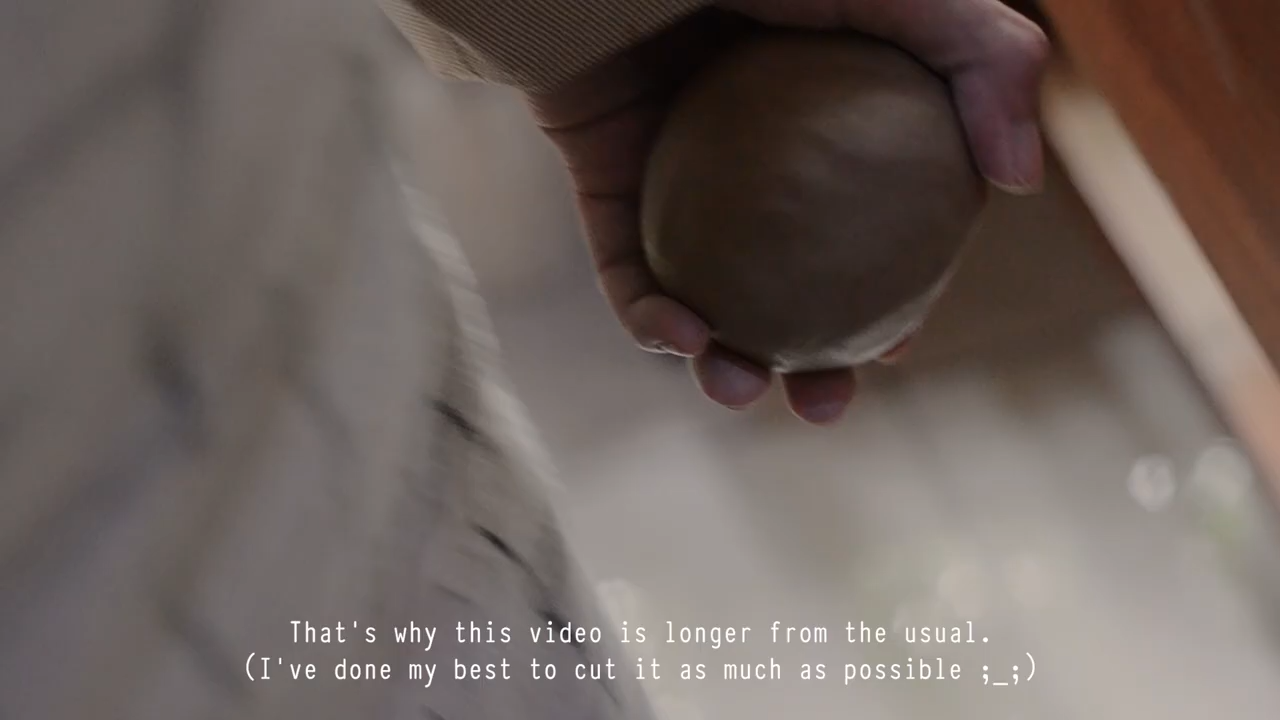 That's why this video is longer from the usual.
(I've done my best to cut it as much as possible ;_;)